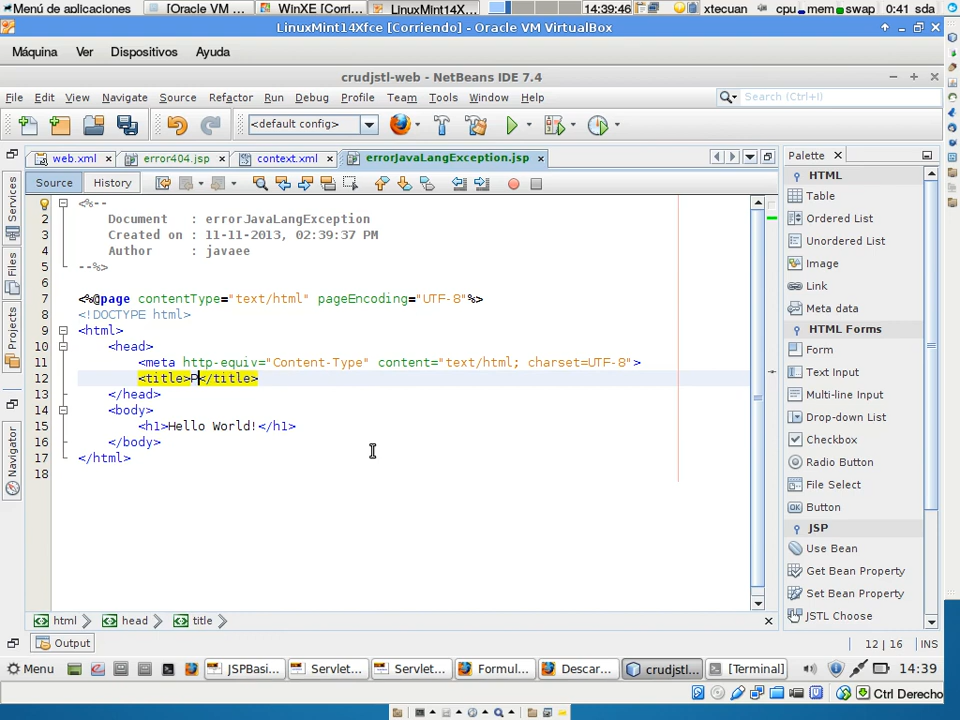 Menú de aplicaciones [Oracle VM ... WinXE [Corri... LinuxMint14X... 14:39:46 xtecuan cpu mem swap 0:41 sda
LinuxMint14Xfce [Corriendo] - Oracle VM VirtualBox
Máquina Ver Dispositivos Ayuda
crudjstl-web - NetBeans IDE 7.4
File Edit View Navigate Source Refactor Run Debug Profile Team Tools Window Help Search (Ctrl+I)
<default config>
web.xml error404.jsp context.xml errorJavaLangException.jsp
Palette
Source History
HTML
Table
Ordered List
Unordered List
Image
Link
Meta data
HTML Forms
Form
Text Input
Multi-line Input
Drop-down List
Checkbox
Radio Button
File Select
Button
JSP
Use Bean
Get Bean Property
Set Bean Property
JSTL Choose
Services
Files
Projects
Navigator
<%--
2 Document : errorJavaLangException
3 Created on : 11-11-2013, 02:39:37 PM
4 Author : javaee
5 --%>
6
7 <%@page contentType="text/html" pageEncoding="UTF-8"%>
8 <!DOCTYPE html>
9 <html>
10 <head>
11 <meta http-equiv="Content-Type" content="text/html; charset=UTF-8">
12 <title>P</title>
13 </head>
14 <body>
15 <h1>Hello World!</h1>
16 </body>
17 </html>
18
html head title
Output 12 | 16 INS
Menu JSPBasi... Servlet... Servlet... Formul... Descar... crudjstl... [Terminal] 14:39
Ctrl Derecho